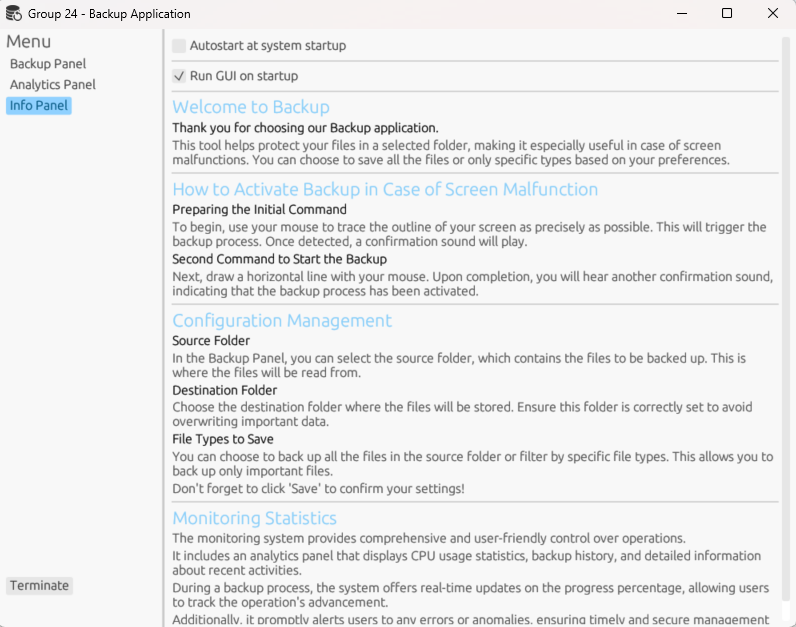 Group 24 - Backup Application
Menu
Backup Panel
Analytics Panel
Info Panel
Terminate
Autostart at system startup
Run GUI on startup
Welcome to Backup
Thank you for choosing our Backup application.
This tool helps protect your files in a selected folder, making it especially useful in case of screen
malfunctions. You can choose to save all the files or only specific types based on your preferences.
How to Activate Backup in Case of Screen Malfunction
Preparing the Initial Command
To begin, use your mouse to trace the outline of your screen as precisely as possible. This will trigger the
backup process. Once detected, a confirmation sound will play.
Second Command to Start the Backup
Next, draw a horizontal line with your mouse. Upon completion, you will hear another confirmation sound,
indicating that the backup process has been activated.
Configuration Management
Source Folder
In the Backup Panel, you can select the source folder, which contains the files to be backed up. This is
where the files will be read from.
Destination Folder
Choose the destination folder where the files will be stored. Ensure this folder is correctly set to avoid
overwriting important data.
File Types to Save
You can choose to back up all the files in the source folder or filter by specific file types. This allows you to
back up only important files.
Don't forget to click 'Save' to confirm your settings!
Monitoring Statistics
The monitoring system provides comprehensive and user-friendly control over operations.
It includes an analytics panel that displays CPU usage statistics, backup history, and detailed information
about recent activities.
During a backup process, the system offers real-time updates on the progress percentage, allowing users
to track the operation's advancement.
Additionally, it promptly alerts users to any errors or anomalies, ensuring timely and secure management